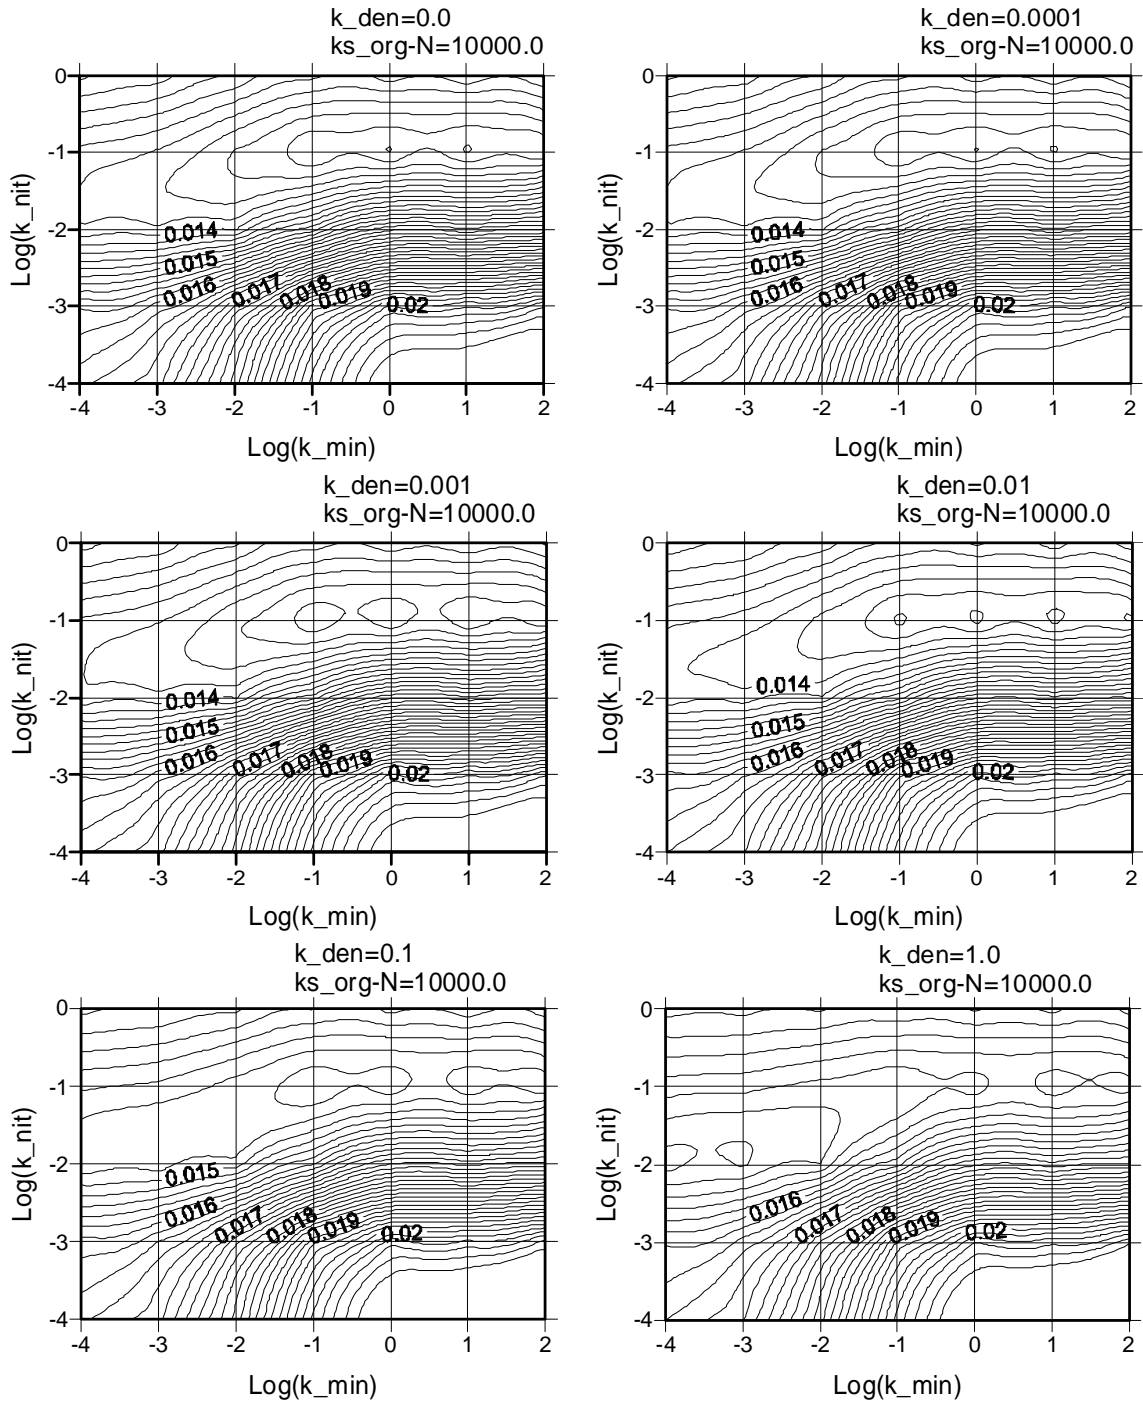 k_den=0.0
ks_org-N=10000.0
0
-1
-2
-3
-4
Log(k_nit)
0.014
0.015
0.016
0.017
0.018
0.019
0.02
-4 -3 -2 -1 0 1 2
Log(k_min)
k_den=0.0001
ks_org-N=10000.0
0
-1
-2
-3
-4
Log(k_nit)
0.014
0.015
0.016
0.017
0.018
0.019
0.02
-4 -3 -2 -1 0 1 2
Log(k_min)
k_den=0.001
ks_org-N=10000.0
0
-1
-2
-3
-4
Log(k_nit)
0.014
0.015
0.016
0.017
0.018
0.019
0.02
-4 -3 -2 -1 0 1 2
Log(k_min)
k_den=0.01
ks_org-N=10000.0
0
-1
-2
-3
-4
Log(k_nit)
0.014
0.015
0.016
0.017
0.018
0.019
0.02
-4 -3 -2 -1 0 1 2
Log(k_min)
k_den=0.1
ks_org-N=10000.0
0
-1
-2
-3
-4
Log(k_nit)
0.015
0.016
0.017
0.018
0.019
0.02
-4 -3 -2 -1 0 1 2
Log(k_min)
k_den=1.0
ks_org-N=10000.0
0
-1
-2
-3
-4
Log(k_nit)
0.016
0.017
0.018
0.019
0.02
-4 -3 -2 -1 0 1 2
Log(k_min)